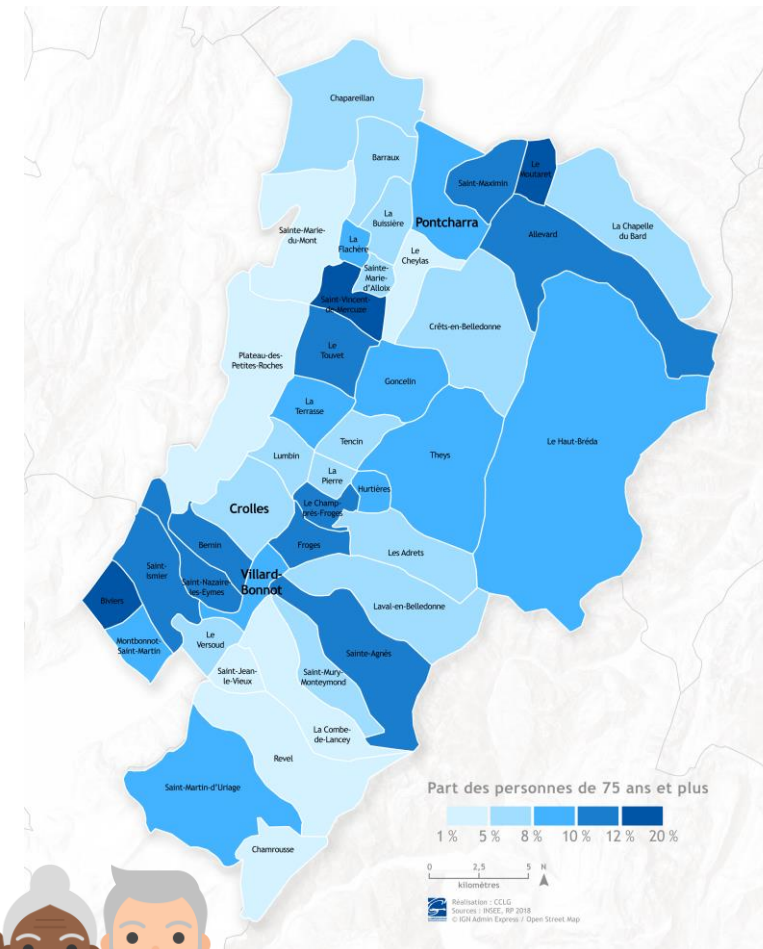 Chapareillan
Barraux
Le
Moutaret
Saint-Maximin
La
Buissière
Pontcharra
La Chapelle
du Bard
Sainte-Marie-
du-Mont
La
Flachère
Allevard
Le
Cheylas
Sainte-
Marie-
d'Alloix
Saint-Vincent-
de-Mercuze
Crêts-en-Belledonne
Le
Touvet
Plateau-des-
Petites-Roches
Goncelin
La
Terrasse
Tencin
Le Haut-Bréda
Lumbin
Theys
La
Pierre
Hurtières
Crolles
Le Champ-
près-Froges
Bernin
Froges
Les Adrets
Saint-
Ismier
Villard-
Bonnot
Saint-Nazaire-
les-Eymes
Biviers
Laval-en-Belledonne
Montbonnot-
Saint-Martin
Le
Versoud
Sainte-Agnès
Saint-Jean-
le-Vieux
Saint-Mury-
Monteymond
La Combe-
de-Lancey
Revel
Saint-Martin-d'Uriage
Chamrousse
Part des personnes de 75 ans et plus
1 % 5 % 8 % 10 % 12 % 20 %
0 2,5 5 N
kilomètres
Réalisation : CCLG
Sources : INSEE, RP 2018
© IGN Admin Express / Open Street Map